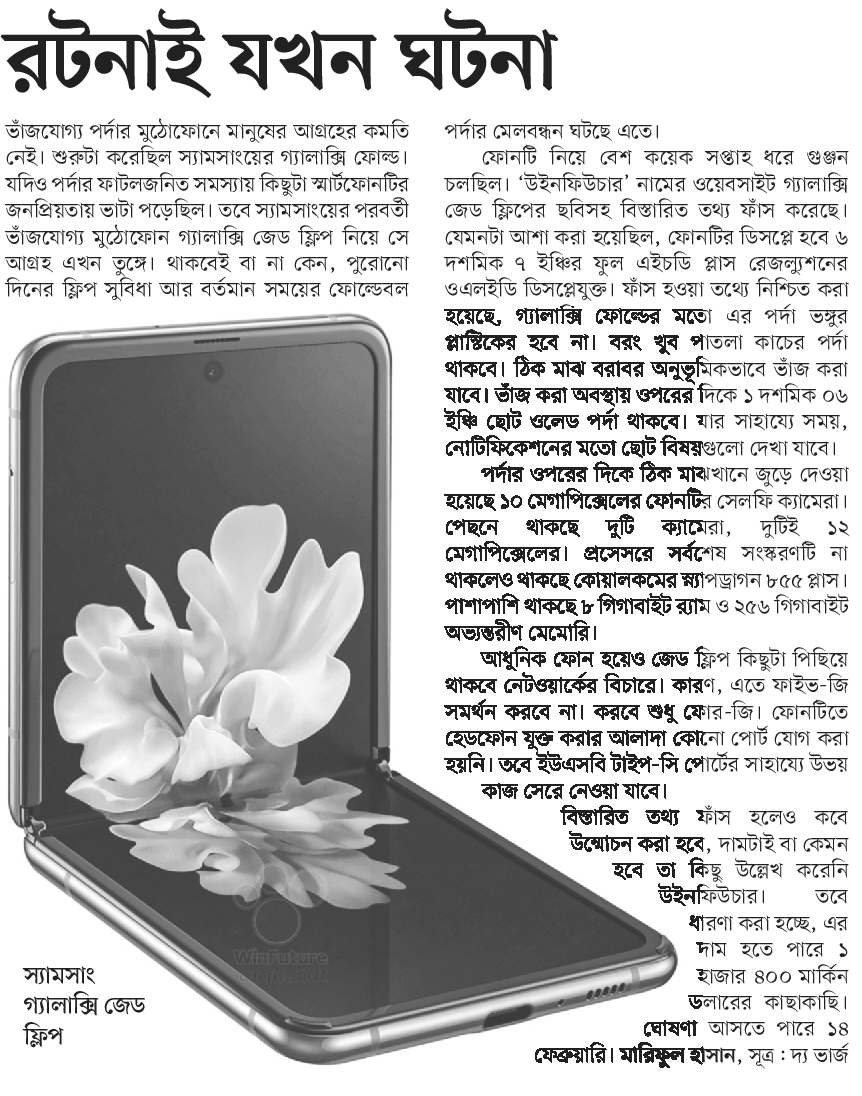 রটনাই যখন ঘটনা
ভাঁজযোগ্য পর্দার মুঠোফোনে মানুষের আগ্রহের কমতি
নেই। শুরুটা করেছিল স্যামসাংয়ের গ্যালাক্সি ফোল্ড।
যদিও পর্দার ফাটলজনিত সমস্যায় কিছুটা স্মার্টফোনটির
জনপ্রিয়তায় ভাটা পড়েছিল। তবে স্যামসাংয়ের পরবর্তী
ভাঁজযোগ্য মুঠোফোন গ্যালাক্সি জেড ফ্লিপ নিয়ে সে
আগ্রহ এখন তুঙ্গে। থাকবেই বা না কেন, পুরোনো
দিনের ফ্লিপ সুবিধা আর বর্তমান সময়ের ফোল্ডেবল
পর্দার মেলবন্ধন ঘটছে এতে।
ফোনটি নিয়ে বেশ কয়েক সপ্তাহ ধরে গুঞ্জন
চলছিল। ‘উইনফিউচার’ নামের ওয়েবসাইট গ্যালাক্সি
জেড ফ্লিপের ছবিসহ বিস্তারিত তথ্য ফাঁস করেছে।
যেমনটা আশা করা হয়েছিল, ফোনটির ডিসপ্লে হবে ৬
দশমিক ৭ ইঞ্চির ফুল এইচডি প্লাস রেজল্যুশনের
ওএলইডি ডিসপ্লেযুক্ত। ফাঁস হওয়া তথ্যে নিশ্চিত করা
হয়েছে, গ্যালাক্সি ফোল্ডের মতো এর পর্দা ভঙ্গুর
প্লাস্টিকের হবে না। বরং খুব পাতলা কাচের পর্দা
থাকবে। ঠিক মাঝ বরাবর অনুভূমিকভাবে ভাঁজ করা
যাবে। ভাঁজ করা অবস্থায় ওপরের দিকে ১ দশমিক ০৬
ইঞ্চি ছোট ওলেড পর্দা থাকবে। যার সাহায্যে সময়,
নোটিফিকেশনের মতো ছোট বিষয়গুলো দেখা যাবে।
পর্দার ওপরের দিকে ঠিক মাঝখানে জুড়ে দেওয়া
হয়েছে ১০ মেগাপিক্সেলের ফোনটির সেলফি ক্যামেরা।
পেছনে থাকছে দুটি ক্যামেরা, দুটিই ১২
মেগাপিক্সেলের। প্রসেসরে সর্বশেষ সংস্করণটি না
থাকলেও থাকছে কোয়ালকমের স্ন্যাপড্রাগন ৮৫৫ প্লাস।
পাশাপাশি থাকছে ৮ গিগাবাইট র‍্যাম ও ২৫৬ গিগাবাইট
অভ্যন্তরীণ মেমোরি।
আধুনিক ফোন হয়েও জেড ফ্লিপ কিছুটা পিছিয়ে
থাকবে নেটওয়ার্কের বিচারে। কারণ, এতে ফাইভ-জি
সমর্থন করবে না। করবে শুধু ফোর-জি। ফোনটিতে
হেডফোন যুক্ত করার আলাদা কোনো পোর্ট যোগ করা
হয়নি। তবে ইউএসবি টাইপ-সি পোর্টের সাহায্যে উভয়
কাজ সেরে নেওয়া যাবে।
বিস্তারিত তথ্য ফাঁস হলেও কবে
উন্মোচন করা হবে, দামটাই বা কেমন
হবে তা কিছু উল্লেখ করেনি
উইনফিউচার। তবে
ধারণা করা হচ্ছে, এর
দাম হতে পারে ১
হাজার ৪০০ মার্কিন
ডলারের কাছাকাছি।
ঘোষণা আসতে পারে ১৪
ফেব্রুয়ারি। মারিফুল হাসান, সূত্র : দ্য ভার্জ
WinFuture
স্যামসাং
গ্যালাক্সি জেড
ফ্লিপ